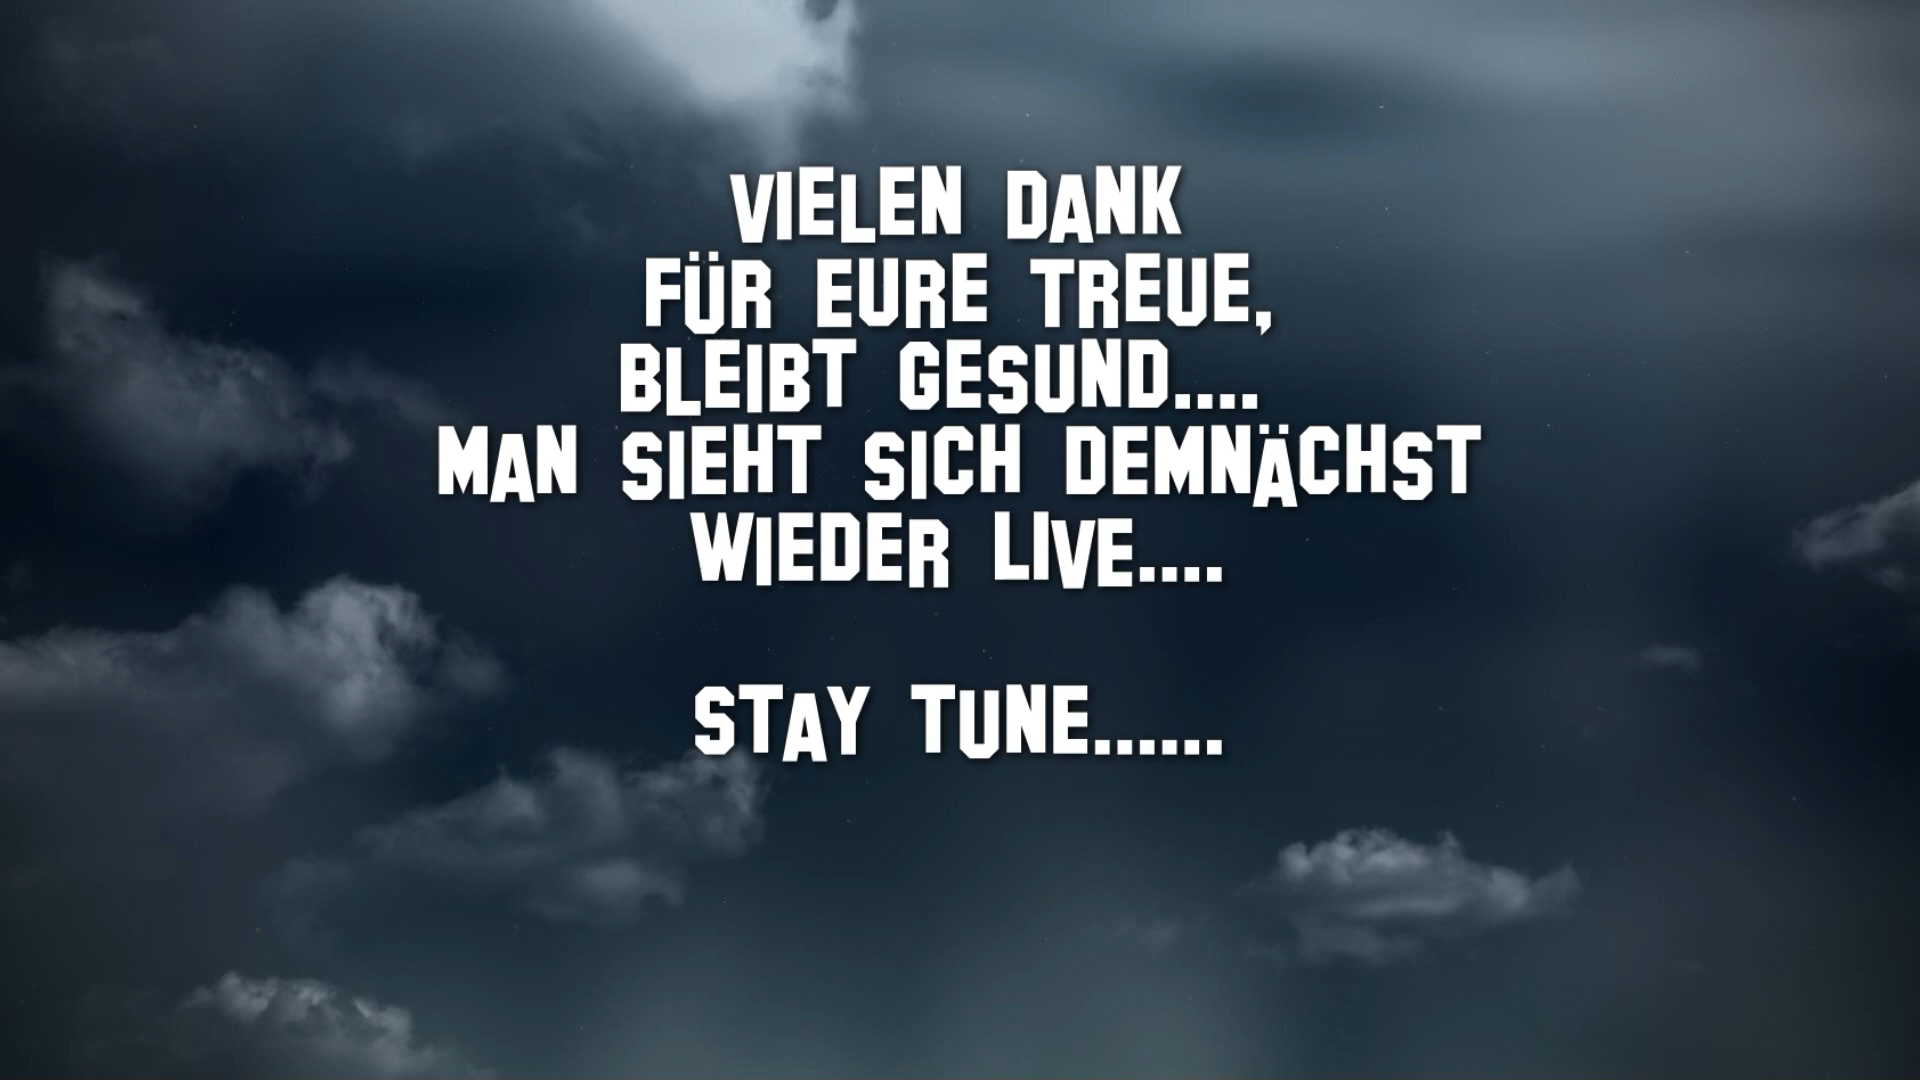 VIELEN DANK
FÜR EURE TREUE,
BLEIBT GESUND....
MAN SIEHT SICH DEMNÄCHST
WIEDER LIVE....
STAY TUNE......